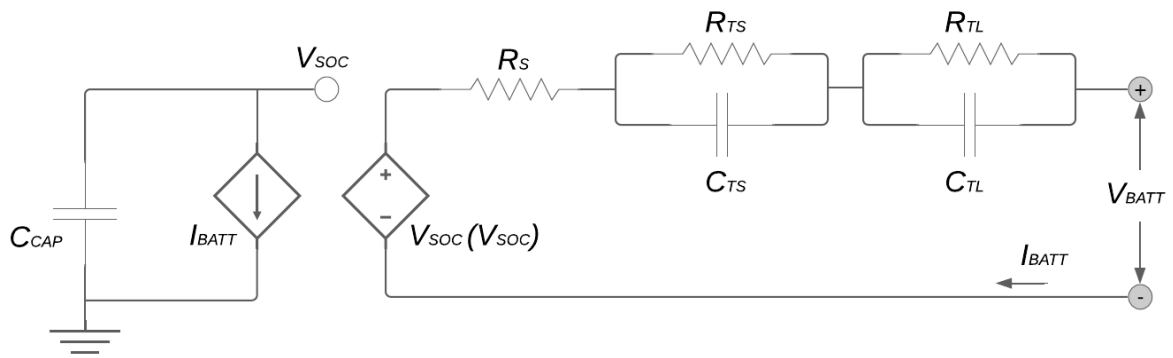 VSOC
RS
RTS
RTL
+
CTS
CTL
VBATT
CCAP
IBATT
+
-
VSOC (VSOC)
IBATT
-